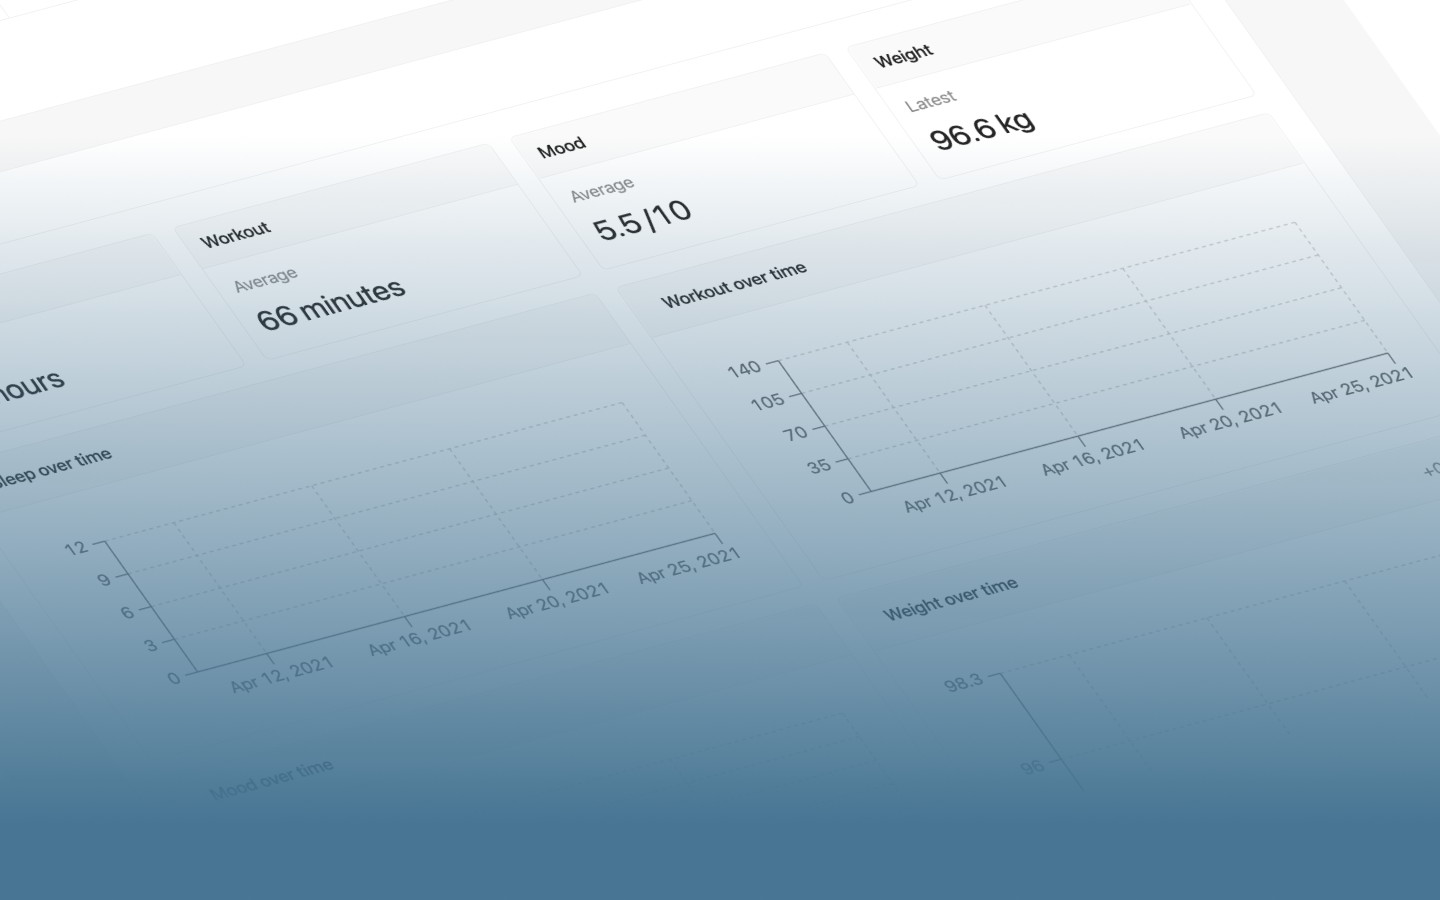 Weight
Latest
96.6 kg
Mood
Average
5.5 /10
Workout
Average
66 minutes
hours
Workout over time
140
105
70
35
0
Apr 12, 2021
Apr 16, 2021
Apr 20, 2021
Apr 25, 2021
leep over time
12
9
6
3
0
Apr 12, 2021
Apr 16, 2021
Apr 20, 2021
Apr 25, 2021
+0
Weight over time
98.3
96
Mood over time